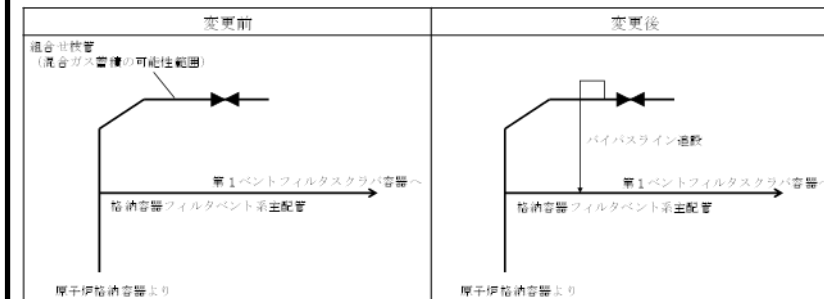 変更前
変更後
組合せ枝管
(混合ガス蓄積の可能性範囲)
第1ベントフィルタスクラバ容器へ
格納容器フィルタベント系主配管
原子炉格納容器より
バイパスライン追設
第1ベントフィルタスクラバ容器へ
格納容器フィルタベント系主配管
原子炉格納容器より